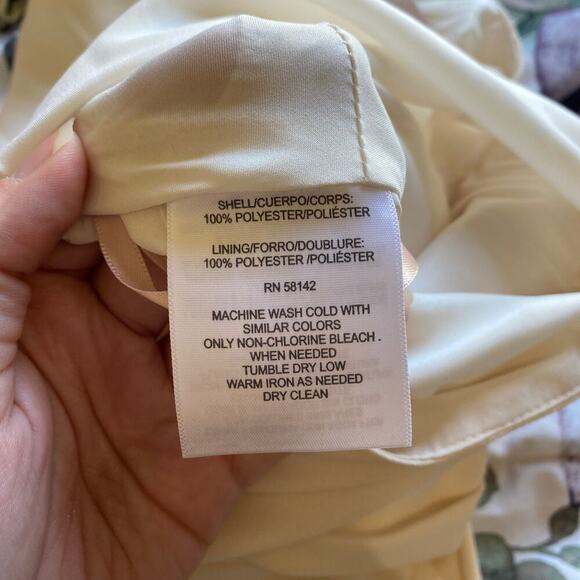 SHELL/CUERPO/CORPS:
100% POLYESTER/POLIÉSTER
LINING/FORRO/DOUBLURE:
100% POLYESTER /POLIÉSTER
RN 58142
MACHINE WASH COLD WITH
SIMILAR COLORS
ONLY NON-CHLORINE BLEACH .
WHEN NEEDED
TUMBLE DRY LOW
WARM IRON AS NEEDED
DRY CLEAN